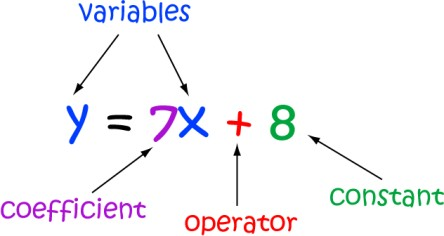 variables
y = 7x + 8
coefficient
operator
constant